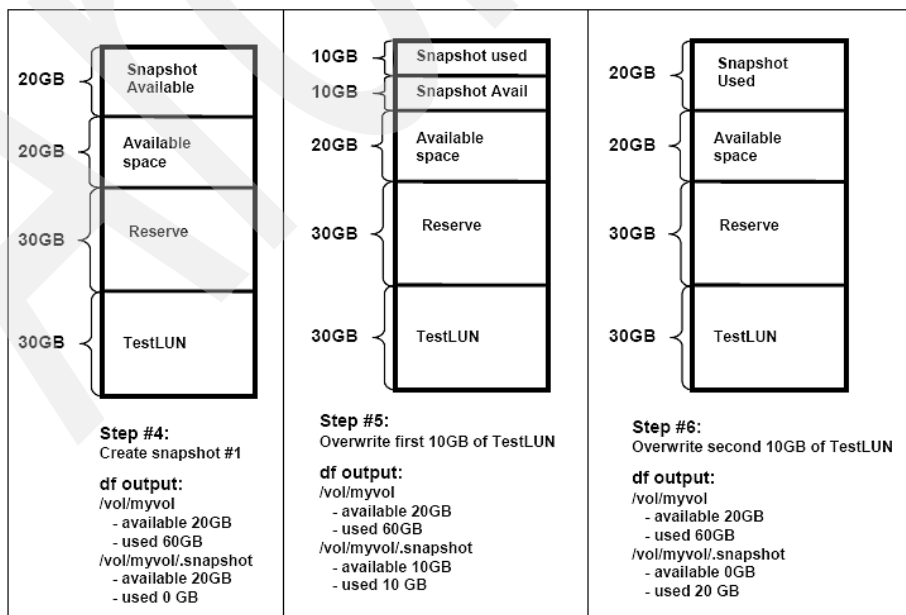 20GB
Snapshot
Available
20GB
Available
space
30GB
Reserve
30GB
TestLUN
Step #4:
Create snapshot #1
df output:
/vol/myvol
- available 20GB
- used 60GB
/vol/myvol/.snapshot
- available 20GB
- used 0 GB
10GB
Snapshot used
10GB
Snapshot Avail
20GB
Available
space
30GB
Reserve
30GB
TestLUN
Step #5:
Overwrite first 10GB of TestLUN
df output:
/vol/myvol
- available 20GB
- used 60GB
/vol/myvol/.snapshot
- available 10GB
- used 10 GB
20GB
Snapshot
Used
20GB
Available
space
30GB
Reserve
30GB
TestLUN
Step #6:
Overwrite second 10GB of TestLUN
df output:
/vol/myvol
- available 20GB
- used 60GB
/vol/myvol/.snapshot
- available 0GB
- used 20 GB